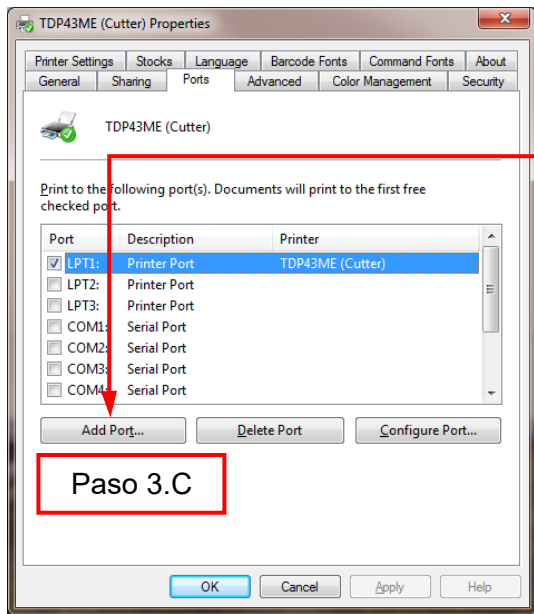 TDP43ME (Cutter) Properties
Printer Settings Stocks Language Barcode Fonts Command Fonts About
General Sharing Ports Advanced Color Management Security
TDP43ME (Cutter)
Print to the following port(s). Documents will print to the first free
checked port.
Port Description Printer
LPT1: Printer Port TDP43ME (Cutter)
LPT2: Printer Port
LPT3: Printer Port
COM1: Serial Port
COM2: Serial Port
COM3: Serial Port
COM4: Serial Port
Add Port... Delete Port Configure Port...
Paso 3.C
OK Cancel Apply Help